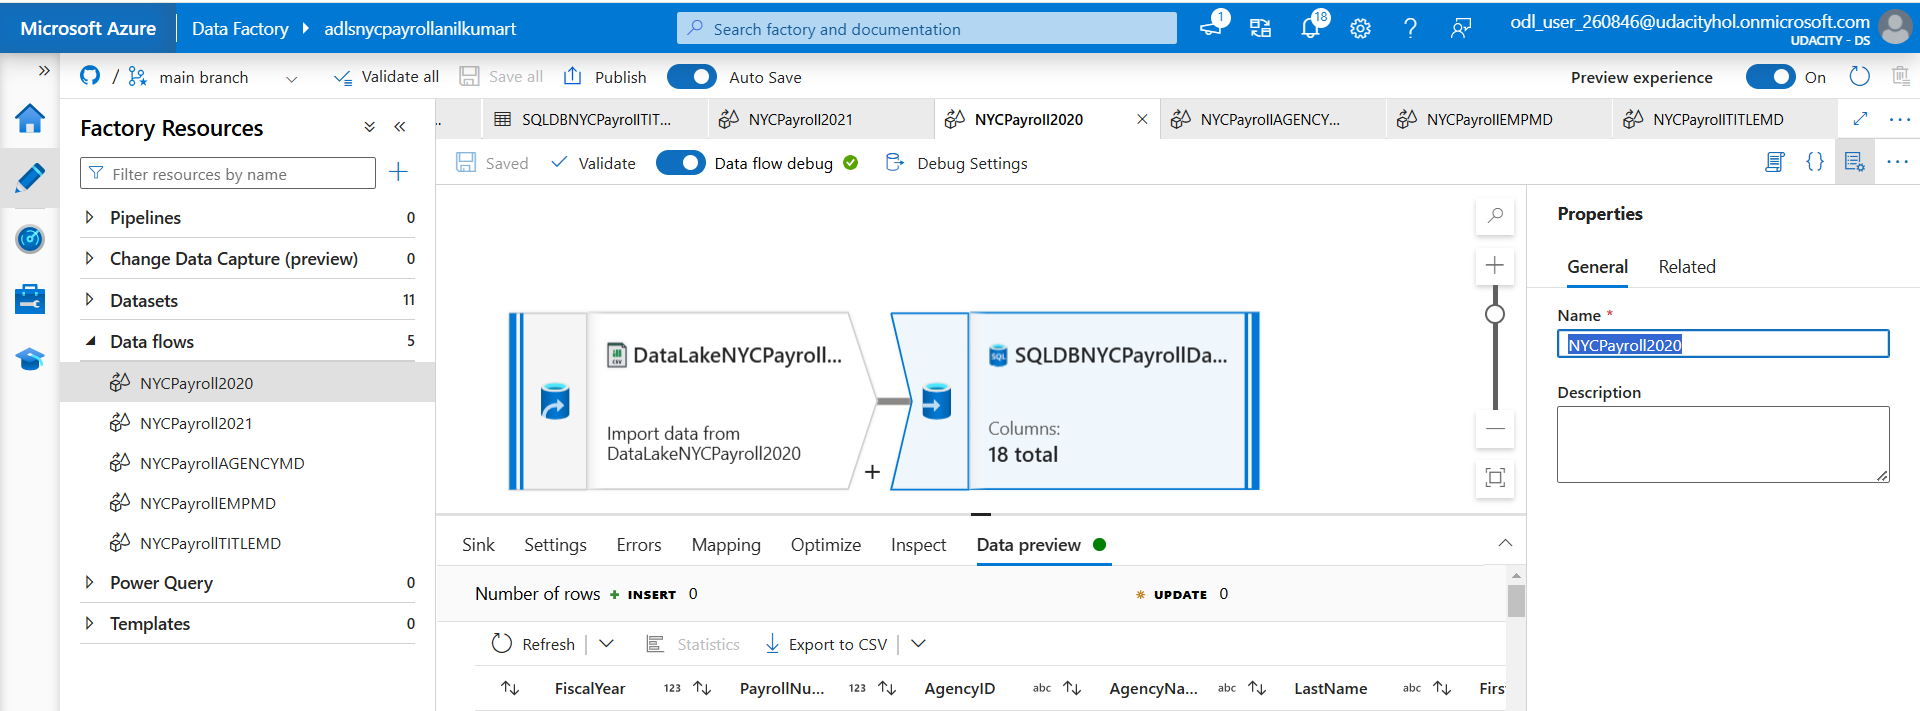 Microsoft Azure
Data Factory
adlsnycpayrollanilkumart
Search factory and documentation
1
18
odl_user_260846@udacityhol.onmicrosoft.com
UDACITY - DS
/
main branch
Validate all
Save all
Publish
Auto Save
Preview experience
On
Factory Resources
Filter resources by name
Pipelines 0
Change Data Capture (preview) 0
Datasets 11
Data flows 5
NYCPayroll2020
NYCPayroll2021
NYCPayrollAGENCYMD
NYCPayrollEMPMD
NYCPayrollTITLEMD
Power Query 0
Templates 0
...
SQLDBNYCPayrollTIT...
NYCPayroll2021
NYCPayroll2020
NYCPayrollAGENCY...
NYCPayrollEMPMD
NYCPayrollTITLEMD
Saved
Validate
Data flow debug
Debug Settings
{}
DataLakeNYCPayroll...
Import data from
DataLakeNYCPayroll2020
+
SQLDBNYCPayrollDa...
Columns:
18 total
Sink
Settings
Errors
Mapping
Optimize
Inspect
Data preview
Number of rows + INSERT 0
UPDATE 0
Refresh
Statistics
Export to CSV
FiscalYear 123
PayrollNu... 123
AgencyID abc
AgencyNa... abc
LastName abc
Firs
Properties
General
Related
Name *
NYCPayroll2020
Description